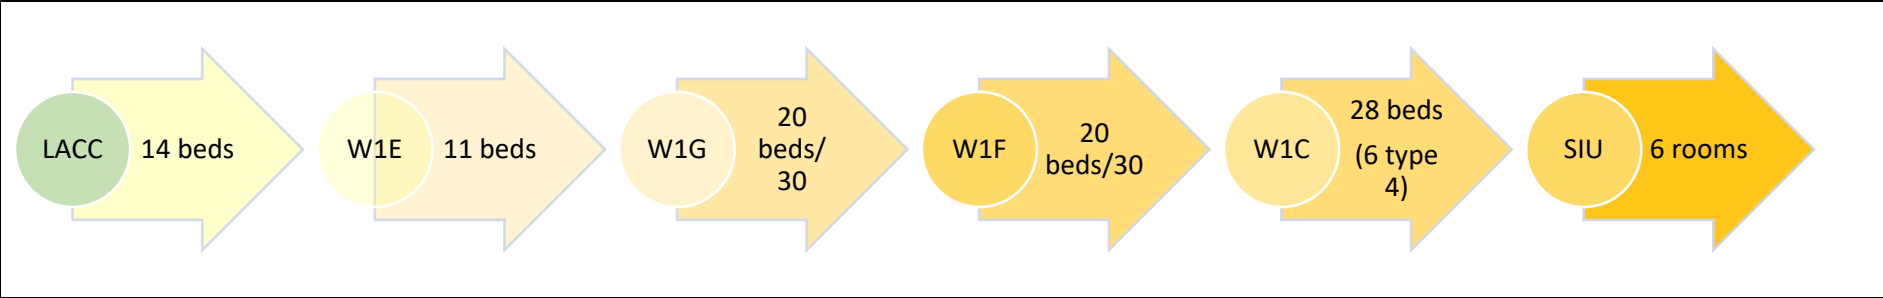 LACC
14 beds
W1E
11 beds
W1G
20
beds/
30
W1F
20
beds/30
W1C
28 beds
(6 type
4)
SIU
6 rooms